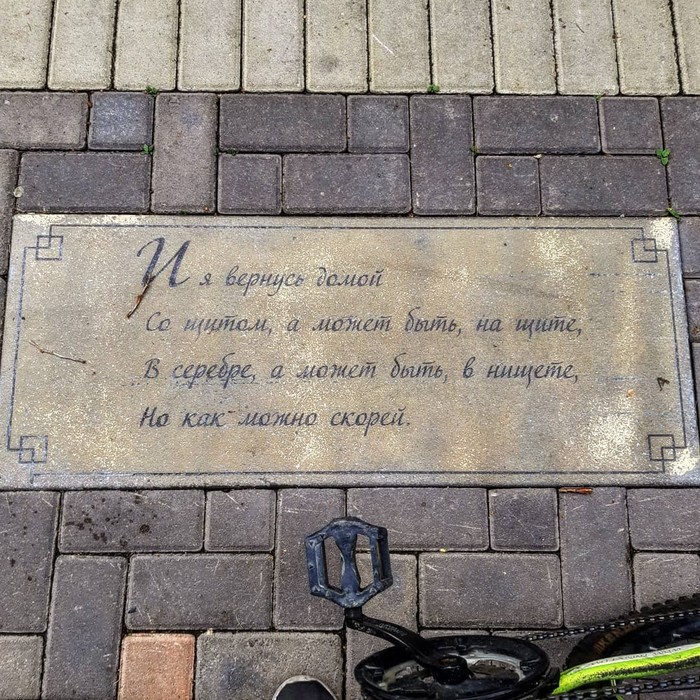 И я вернусь домой
Со щитом, а может быть, на щите,
В серебре, а может быть, в нищете,
Но как можно скорей.